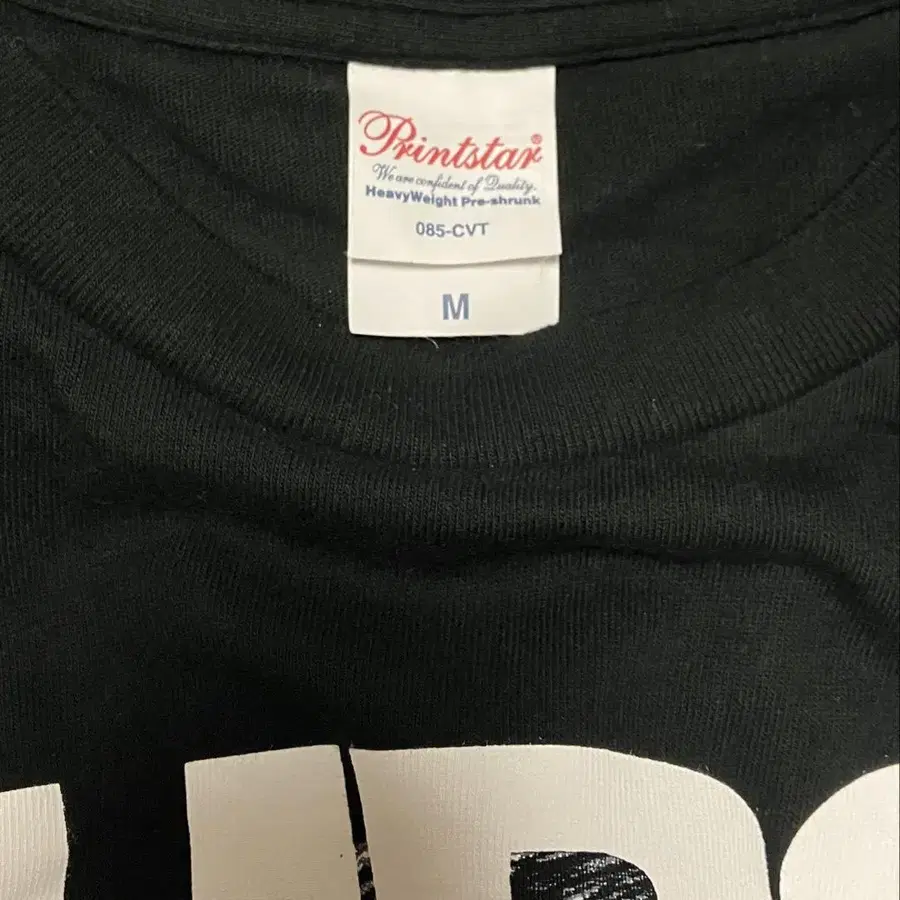 Printstar®
We are confident of Quality.
HeavyWeight Pre-shrunk
085-CVT
M